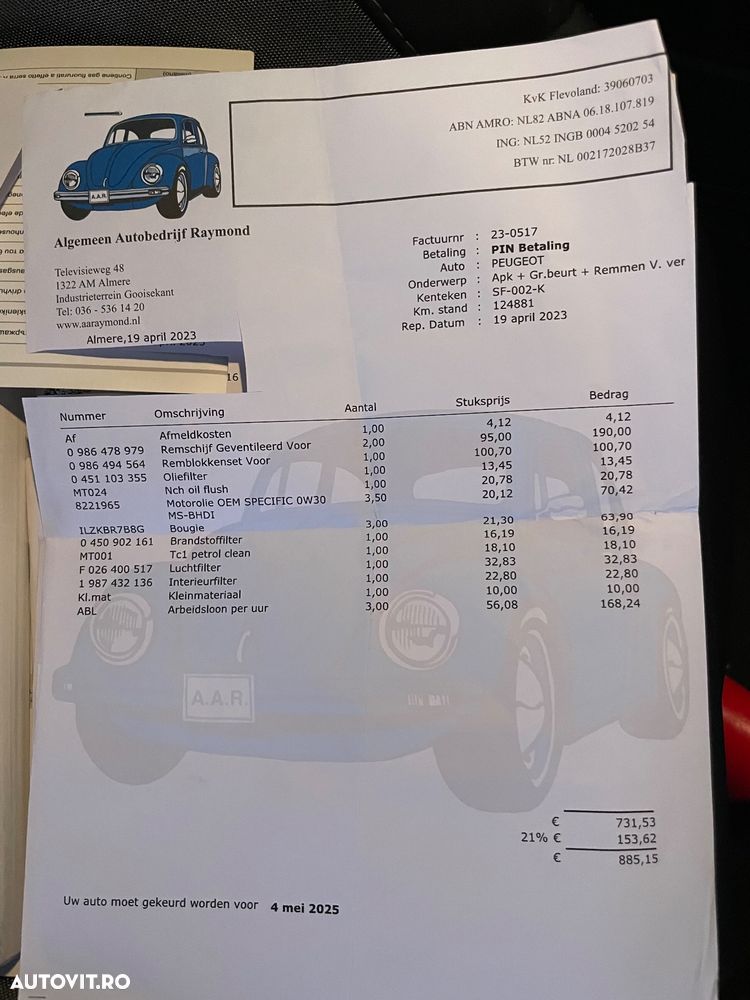 KvK Flevoland: 39060703
ABN AMRO: NL82 ABNA 06.18.107.819
ING: NL52 INGB 0004 5202 54
BTW nr: NL 002172028B37
A.A.R.
Algemeen Autobedrijf Raymond
Televisieweg 48
1322 AM Almere
Industrieterrein Gooisekant
Tel: 036 - 536 14 20
www.aaraymond.nl
Almere,19 april 2023
Factuurnr : 23-0517
Betaling : PIN Betaling
Auto : PEUGEOT
Onderwerp : Apk + Gr.beurt + Remmen V. ver
Kenteken : SF-002-K
Km. stand : 124881
Rep. Datum : 19 april 2023
16
Nummer Omschrijving Aantal Stuksprijs Bedrag
Af Afmeldkosten 1,00 4,12 4,12
0 986 478 979 Remschijf Geventileerd Voor 2,00 95,00 190,00
0 986 494 564 Remblokkenset Voor 1,00 100,70 100,70
0 451 103 355 Oliefilter 1,00 13,45 13,45
MT024 Nch oil flush 1,00 20,78 20,78
8221965 Motorolie OEM SPECIFIC 0W30 3,50 20,12 70,42
MS-BHDI
ILZKBR7B8G Bougie 3,00 21,30 63,90
0 450 902 161 Brandstoffilter 1,00 16,19 16,19
MT001 Tc1 petrol clean 1,00 18,10 18,10
F 026 400 517 Luchtfilter 1,00 32,83 32,83
1 987 432 136 Interieurfilter 1,00 22,80 22,80
Kl.mat Kleinmateriaal 1,00 10,00 10,00
ABL Arbeidsloon per uur 3,00 56,08 168,24
A.A.R.
€ 731,53
21% € 153,62
€ 885,15
Uw auto moet gekeurd worden voor 4 mei 2025
AUTOVIT.RO